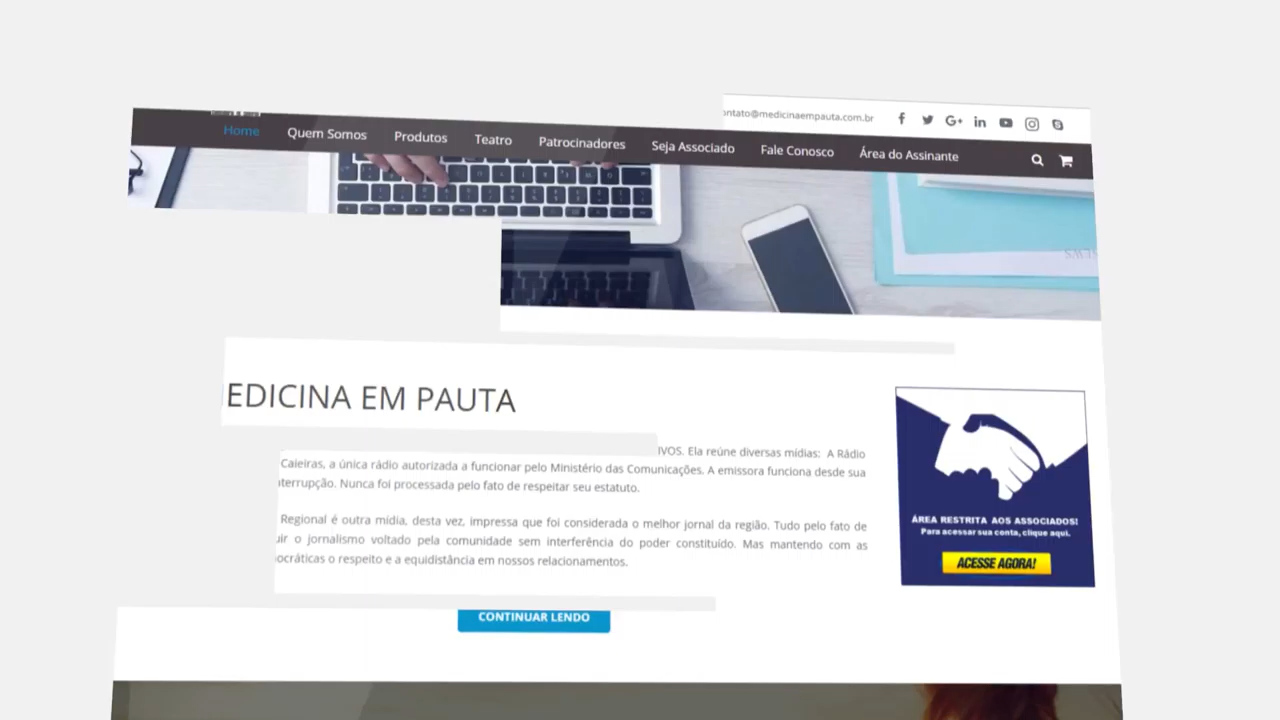 ntato@medicinaempauta.com.br
Home Quem Somos Produtos Teatro Patrocinadores Seja Associado Fale Conosco Área do Assinante
NEWS
EDICINA EM PAUTA
IVOS. Ela reúne diversas mídias: A Rádio
Caieiras, a única rádio autorizada a funcionar pelo Ministério das Comunicações. A emissora funciona desde sua
nterrupção. Nunca foi processada pelo fato de respeitar seu estatuto.
Regional é outra mídia, desta vez, impressa que foi considerada o melhor jornal da região. Tudo pelo fato de
uir o jornalismo voltado pela comunidade sem interferência do poder constituído. Mas mantendo com as
ocráticas o respeito e a equidistância em nossos relacionamentos.
ÁREA RESTRITA AOS ASSOCIADOS!
Para acessar sua conta, clique aqui.
ACESSE AGORA!
CONTINUAR LENDO